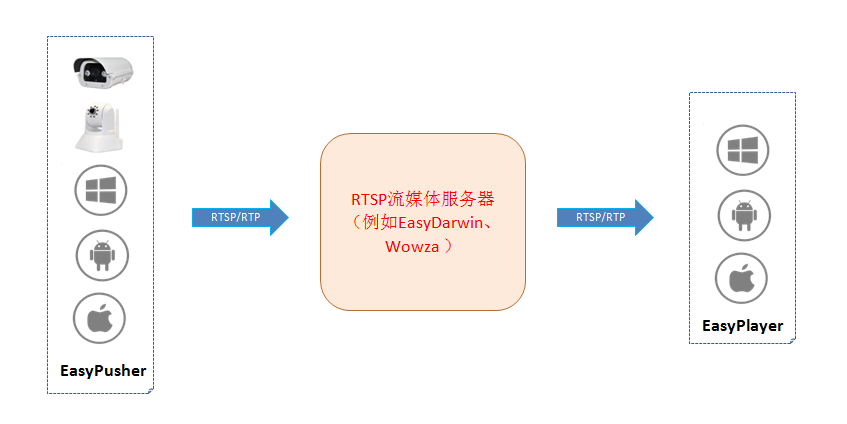 RTSP/RTP
RTSP流媒体服务器
（例如EasyDarwin、
Wowza ）
RTSP/RTP
EasyPusher
EasyPlayer